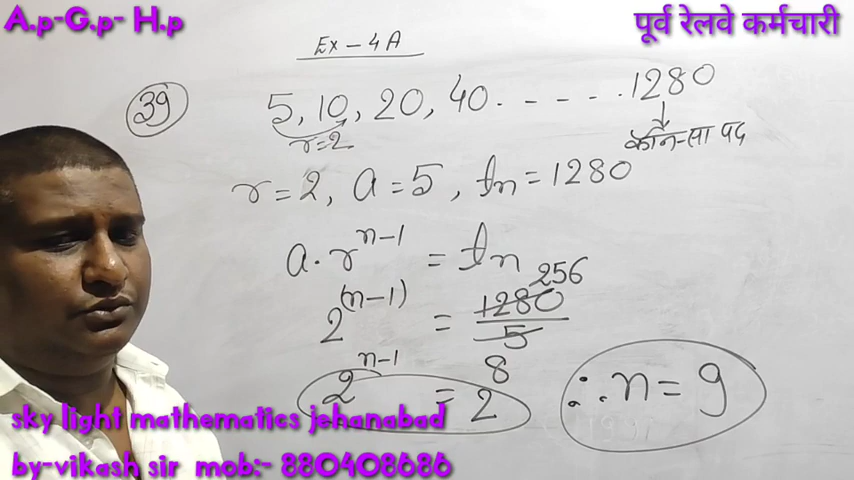 A.p-G.p- H.p
पूर्व रेलवे कर्मचारी
Ex-4A
39
5, 10, 20, 40.-----.1280
r=2
कौन-सा पद
r=2, a=5, tn=1280
a.r^n-1 = tn
2^(n-1) = 1280/5 256
2^n-1 = 2^8
∴n=9
sky light mathematics jehanabad
by-vikash sir mob:- 880408686